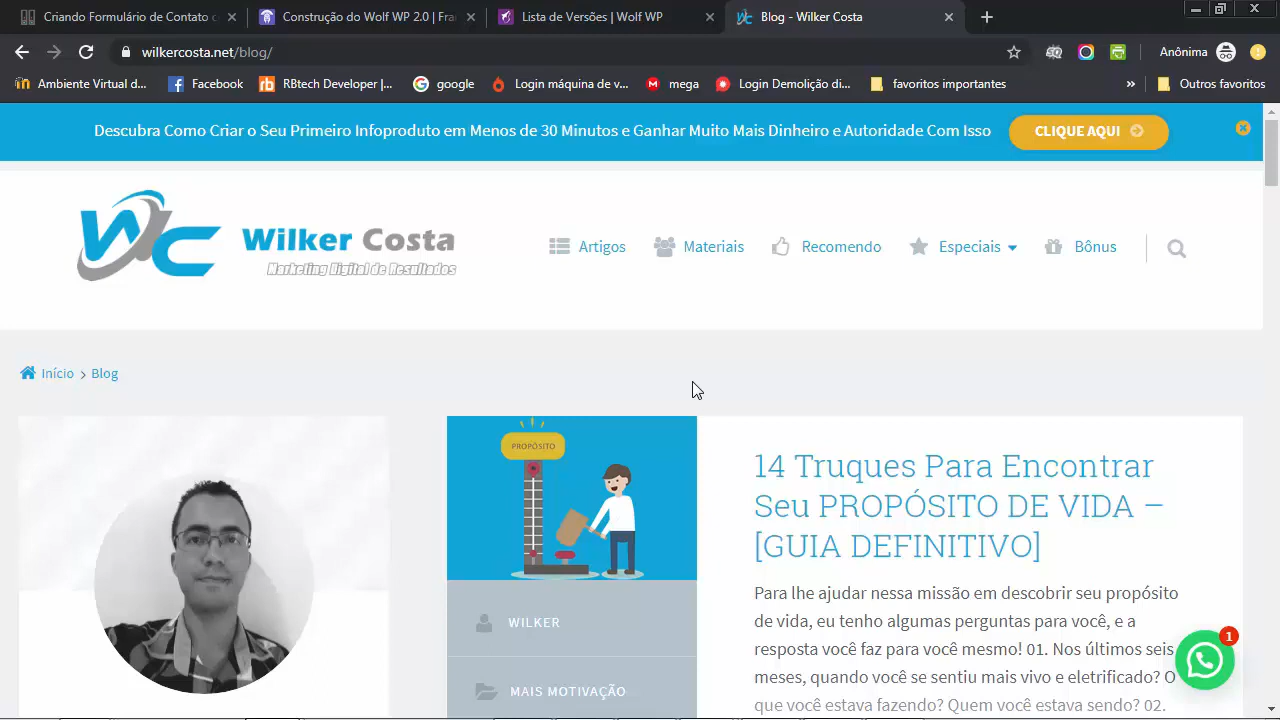 Criando Formulário de Contato c
Construção do Wolf WP 2.0 | Fra
Lista de Versões | Wolf WP
Blog - Wilker Costa
wilkercosta.net/blog/
Anônima
Ambiente Virtual d...
Facebook
RBtech Developer |...
google
Login máquina de v...
mega
Login Demolição di...
favoritos importantes
»
Outros favoritos
Descubra Como Criar o Seu Primeiro Infoproduto em Menos de 30 Minutos e Ganhar Muito Mais Dinheiro e Autoridade Com Isso
CLIQUE AQUI
WC
Wilker Costa
Marketing Digital de Resultados
Artigos
Materiais
Recomendo
Especiais
Bônus
Início > Blog
PROPÓSITO
14 Truques Para Encontrar
Seu PROPÓSITO DE VIDA –
[GUIA DEFINITIVO]
Para lhe ajudar nessa missão em descobrir seu propósito
de vida, eu tenho algumas perguntas para você, e a
resposta você faz para você mesmo! 01. Nos últimos seis
meses, quando você se sentiu mais vivo e eletrificado? O
que você estava fazendo? Quem você estava sendo? 02.
WILKER
MAIS MOTIVAÇÃO
1